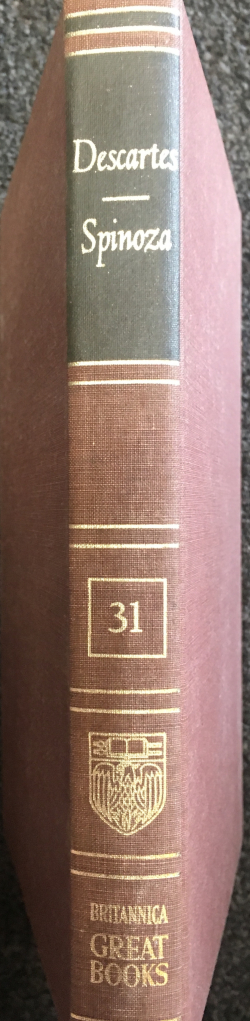 Descartes
Spinoza
31
BRITANNICA
GREAT
BOOKS